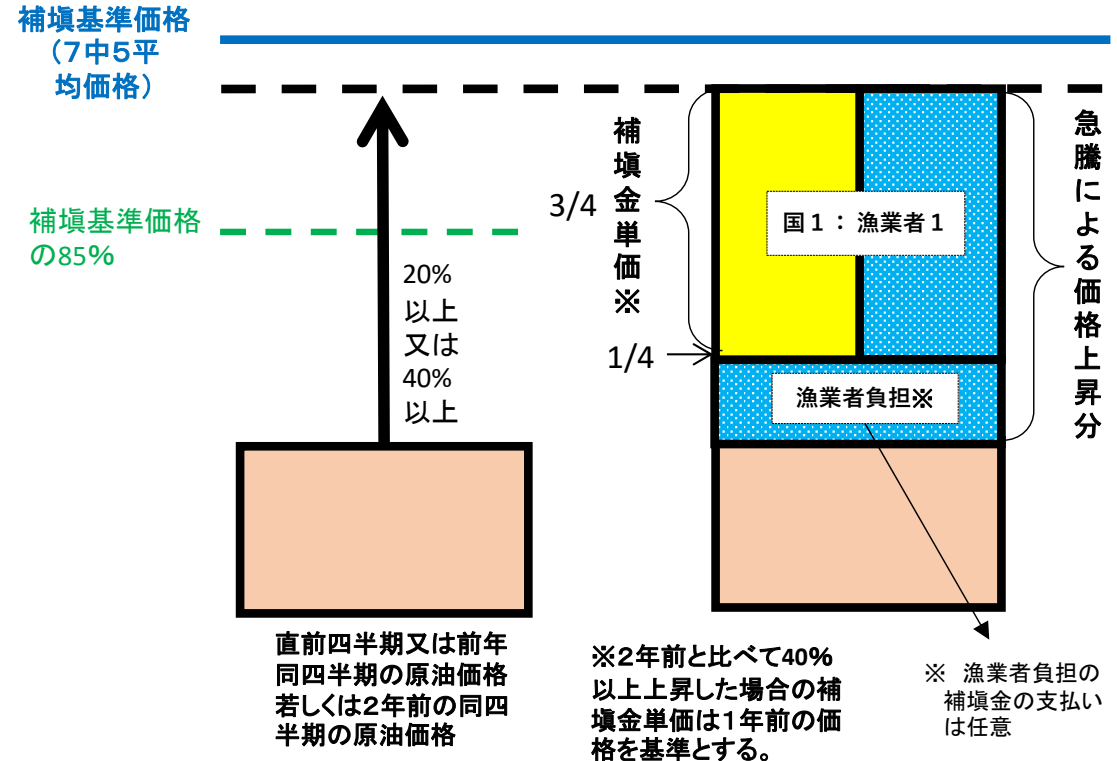 補塡基準価格
（７中５平
均価格）
補塡基準価格
の85％
20%
以上
又は
40%
以上
直前四半期又は前年
同四半期の原油価格
若しくは２年前の同四
半期の原油価格
補塡金単価※
3/4
1/4
国１：漁業者１
漁業者負担※
急騰による価格上昇分
※２年前と比べて40％
以上上昇した場合の補
塡金単価は１年前の価
格を基準とする。
※ 漁業者負担の
補塡金の支払い
は任意